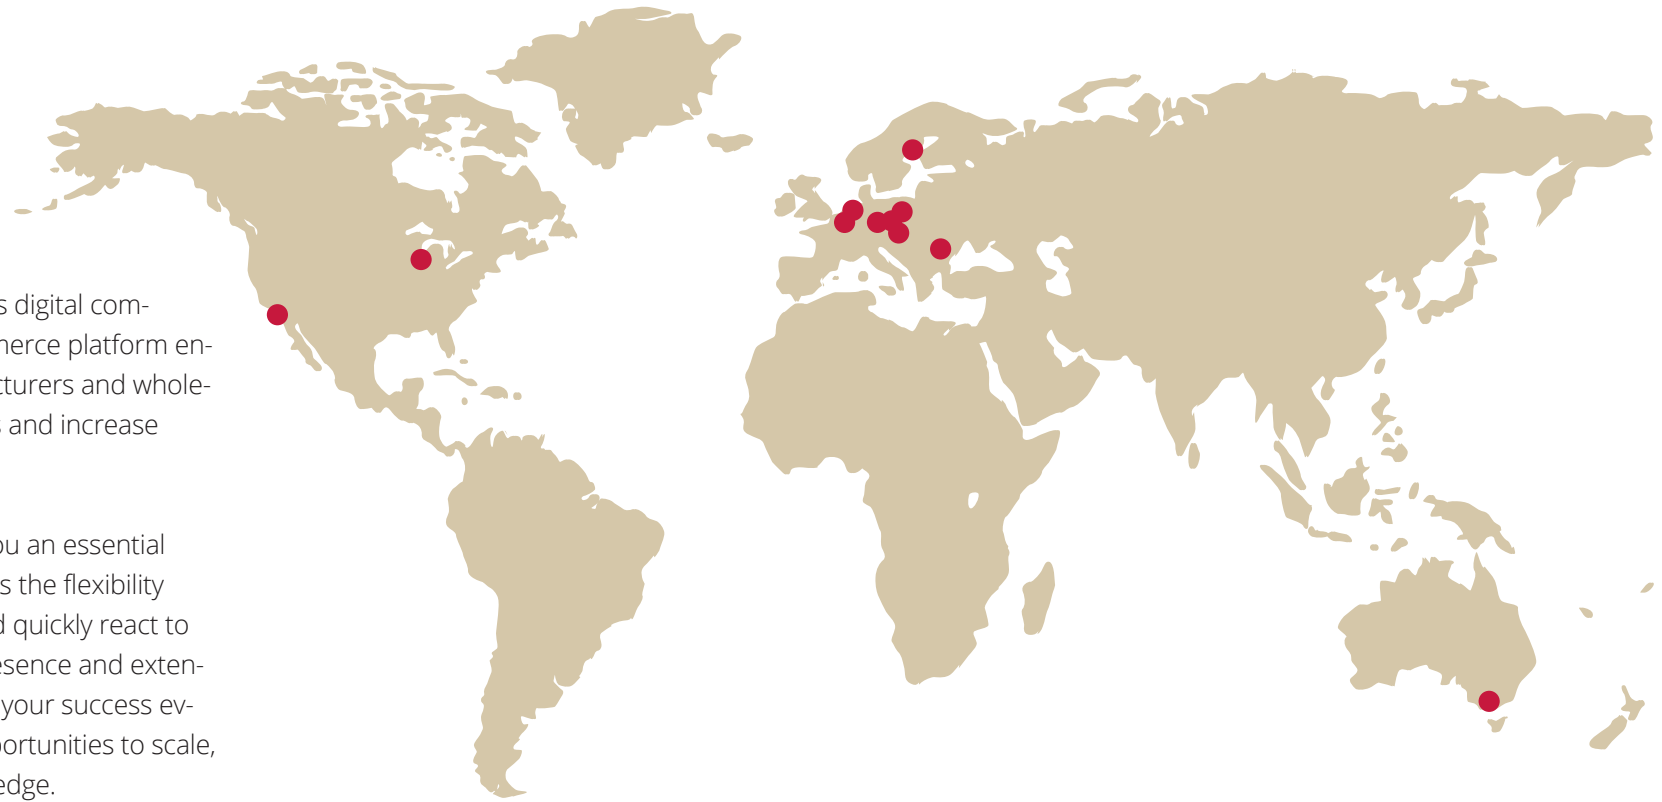 s digital com-
merce platform en-
cturers and whole-
s and increase
ou an essential
s the flexibility
d quickly react to
esence and exten-
your success ev-
portunities to scale,
edge.